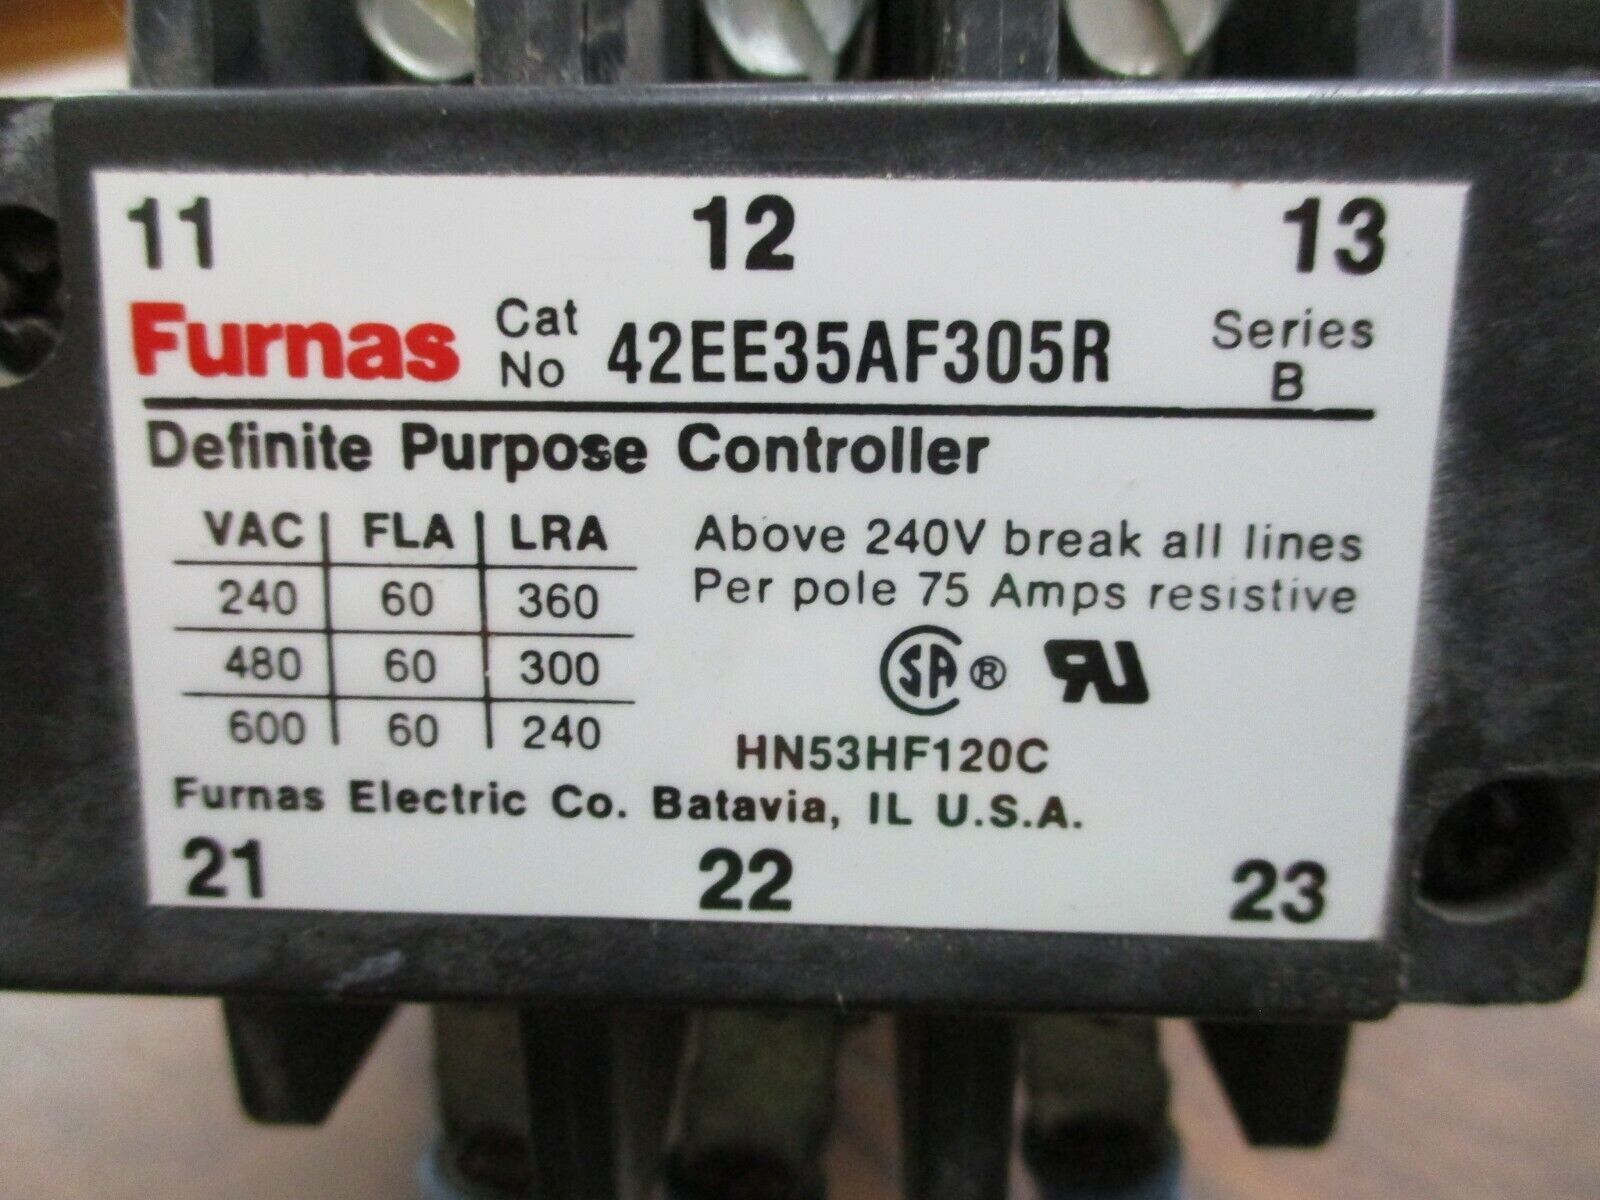 11 12 13
Furnas Cat No 42EE35AF305R Series B
Definite Purpose Controller
VAC FLA LRA
240 60 360
480 60 300
600 60 240
Above 240V break all lines
Per pole 75 Amps resistive
SA ® RU
HN53HF120C
Furnas Electric Co. Batavia, IL U.S.A.
21 22 23